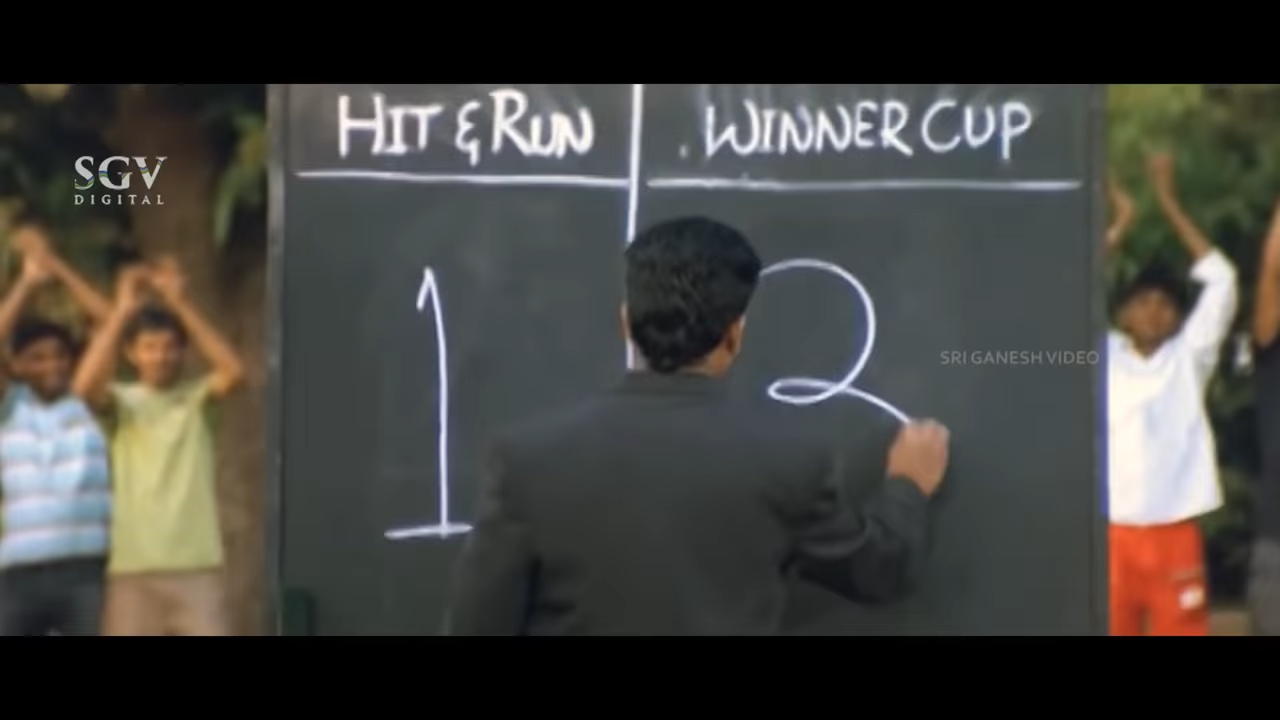 HIT & RUN
WINNER CUP
SGV
DIGITAL
1
2
SRI GANESH VIDEO